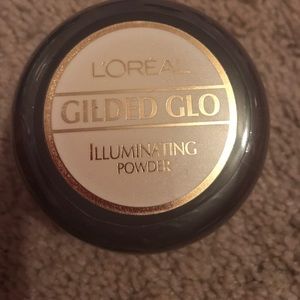 L'ORÉAL
GILDED GLO
ILLUMINATING
POWDER